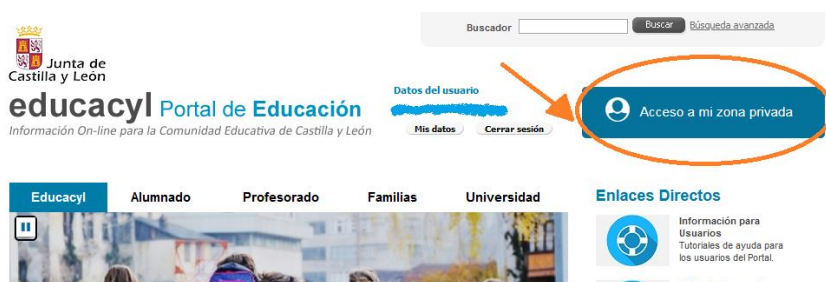 Buscador
Buscar
Búsqueda avanzada
Junta de
Castilla y León
educacyl Portal de Educación
Información On-line para la Comunidad Educativa de Castilla y León
Datos del usuario
Mis datos
Cerrar sesión
Acceso a mi zona privada
Educacyl
Alumnado
Profesorado
Familias
Universidad
Enlaces Directos
Información para
Usuarios
Tutoriales de ayuda para
los usuarios del Portal.